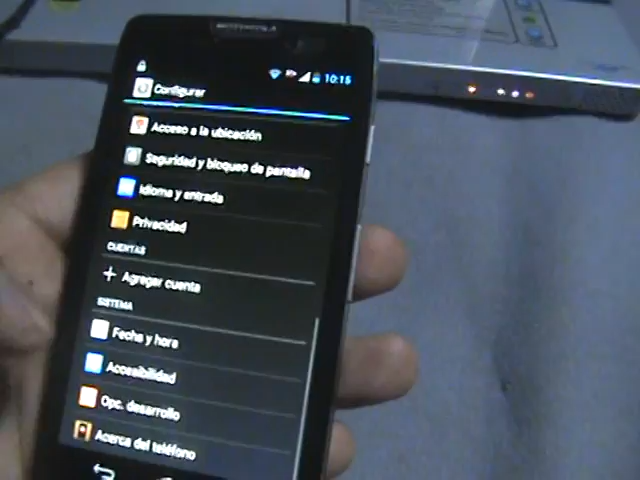 MOTOROLA
10:15
Configurar
Acceso a la ubicación
Seguridad y bloqueo de pantalla
Idioma y entrada
Privacidad
CUENTAS
+ Agregar cuenta
SISTEMA
Fecha y hora
Accesibilidad
Opc. desarrollo
Acerca del teléfono